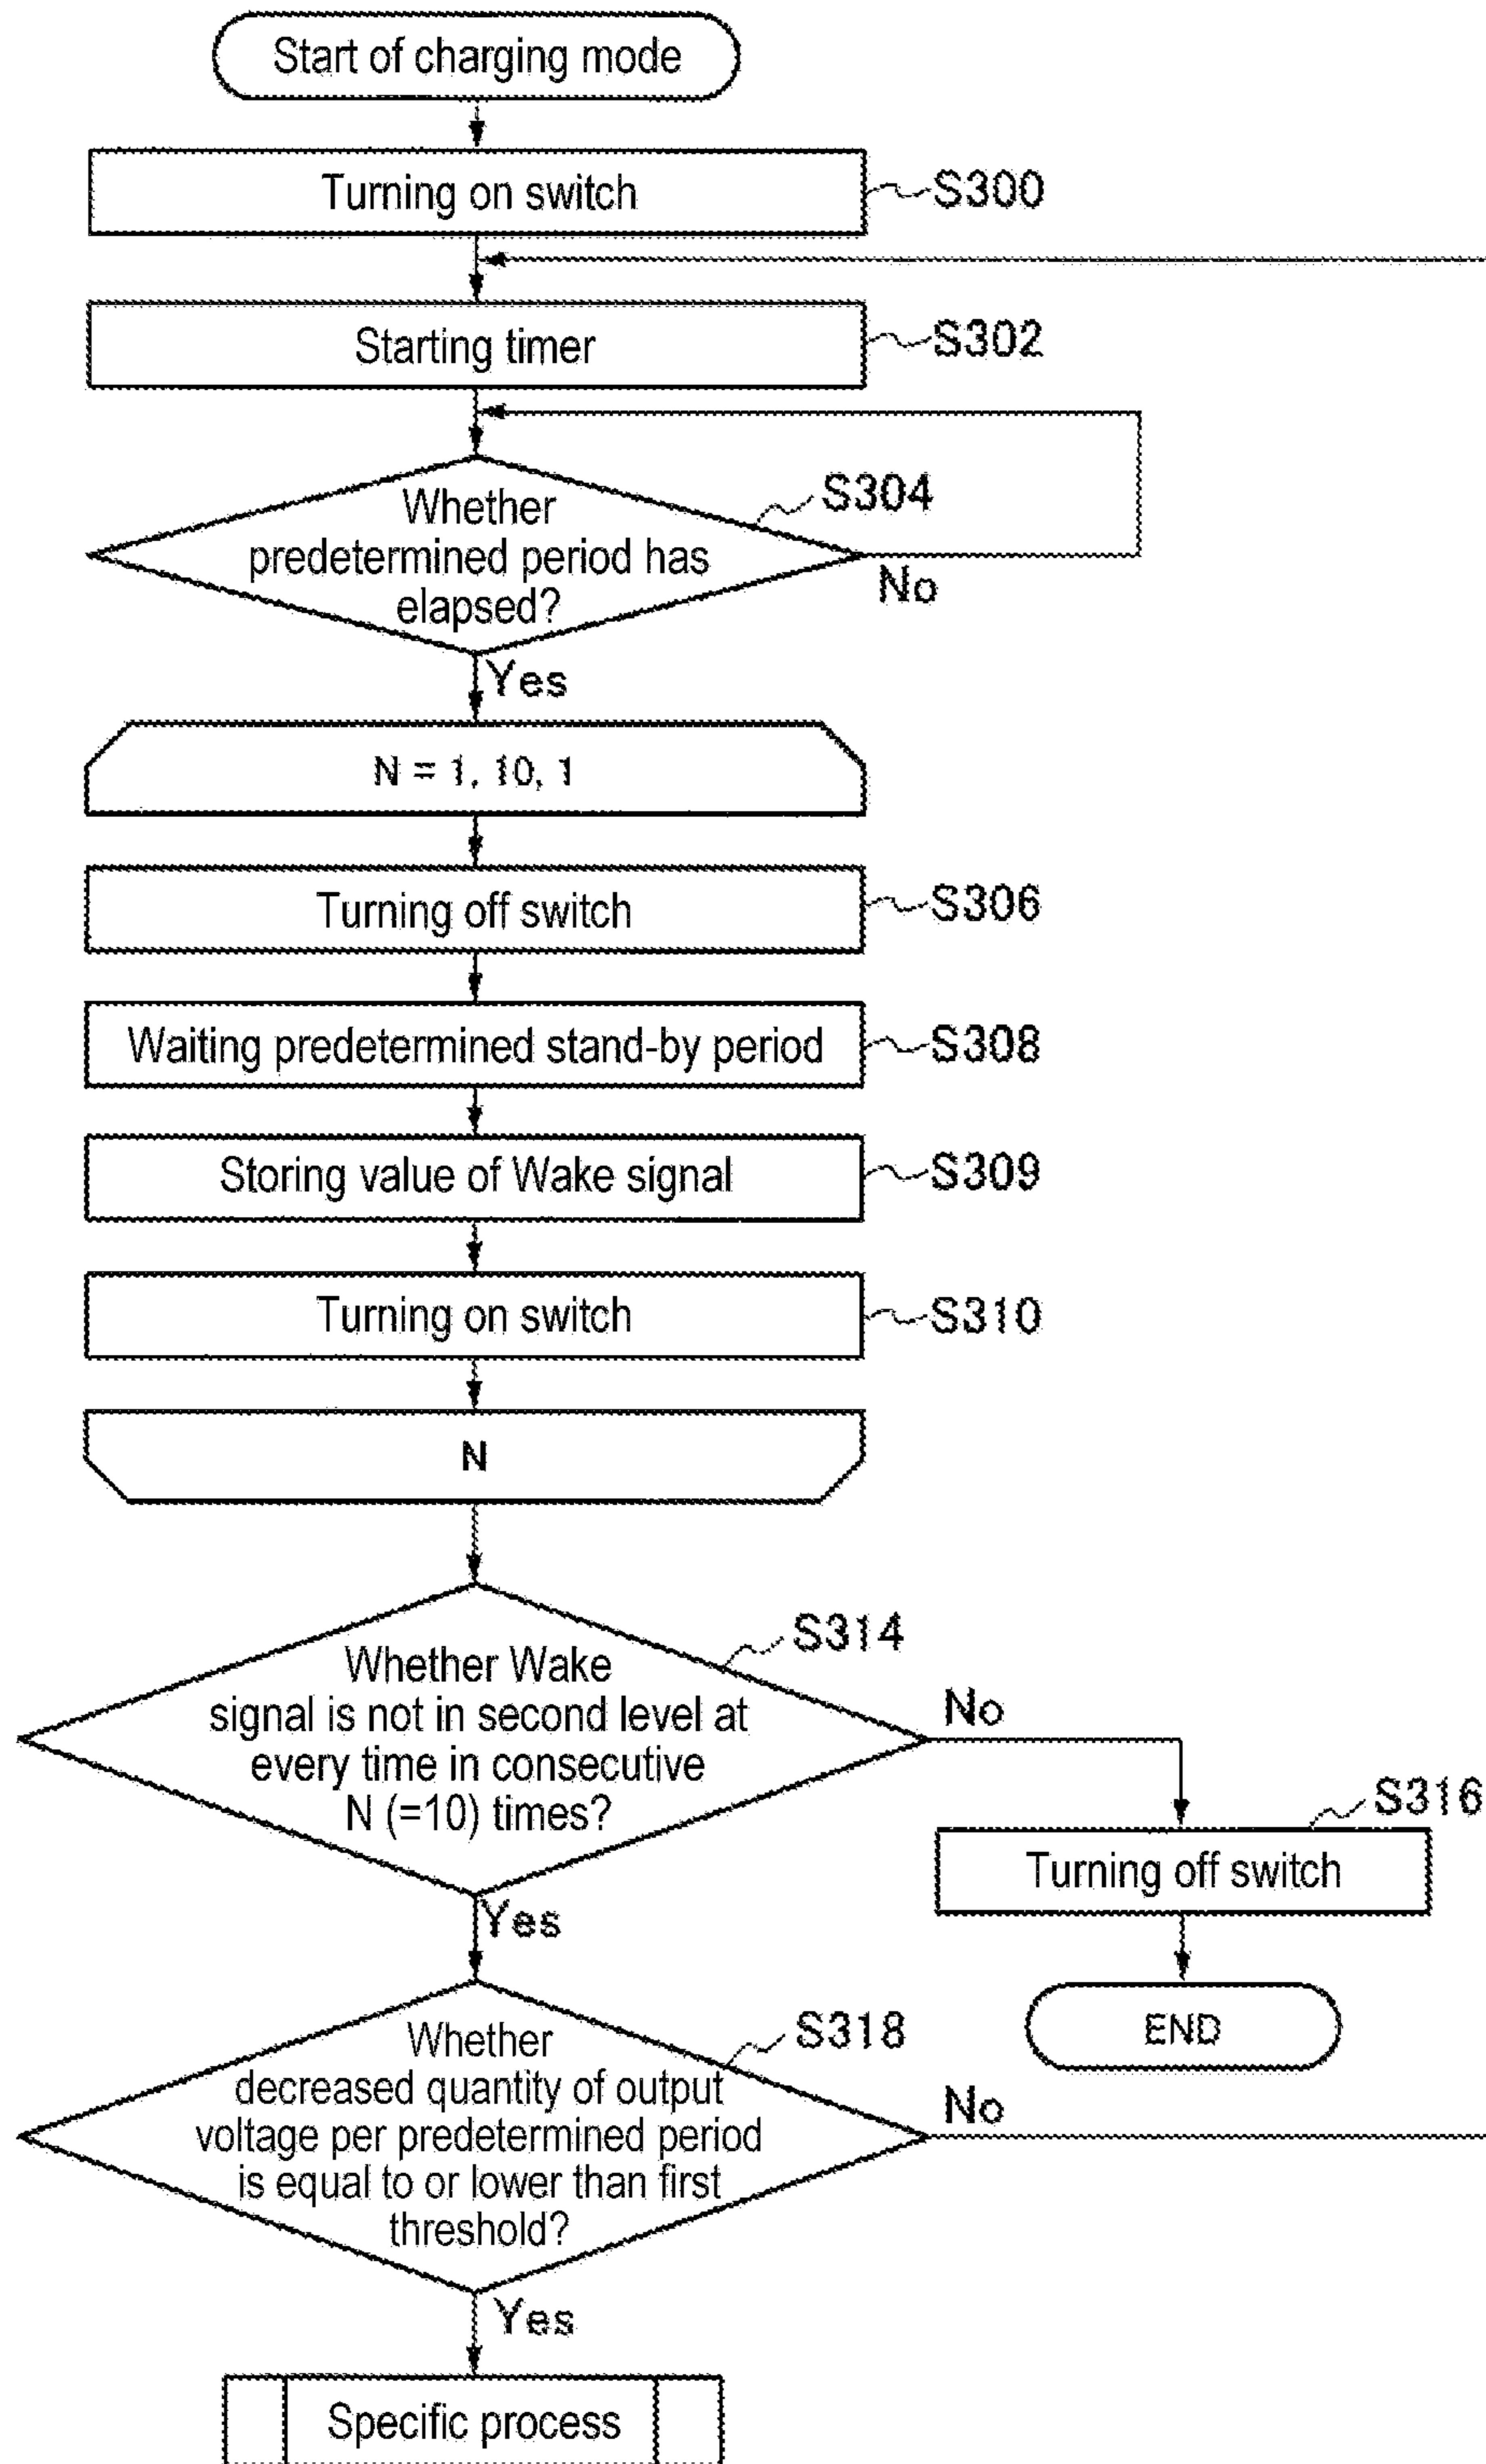 Start of charging mode
Turning on switch
S300
Starting timer
S302
Whether
predetermined period has
elapsed?
S304
No
Yes
N = 1, 10, 1
Turning off switch
S306
Waiting predetermined stand-by period
S308
Storing value of Wake signal
S309
Turning on switch
S310
N
Whether Wake
signal is not in second level at
every time in consecutive
N (=10) times?
S314
No
Yes
S316
Turning off switch
END
Whether
decreased quantity of output
voltage per predetermined period
is equal to or lower than first
threshold?
S318
No
Yes
Specific process